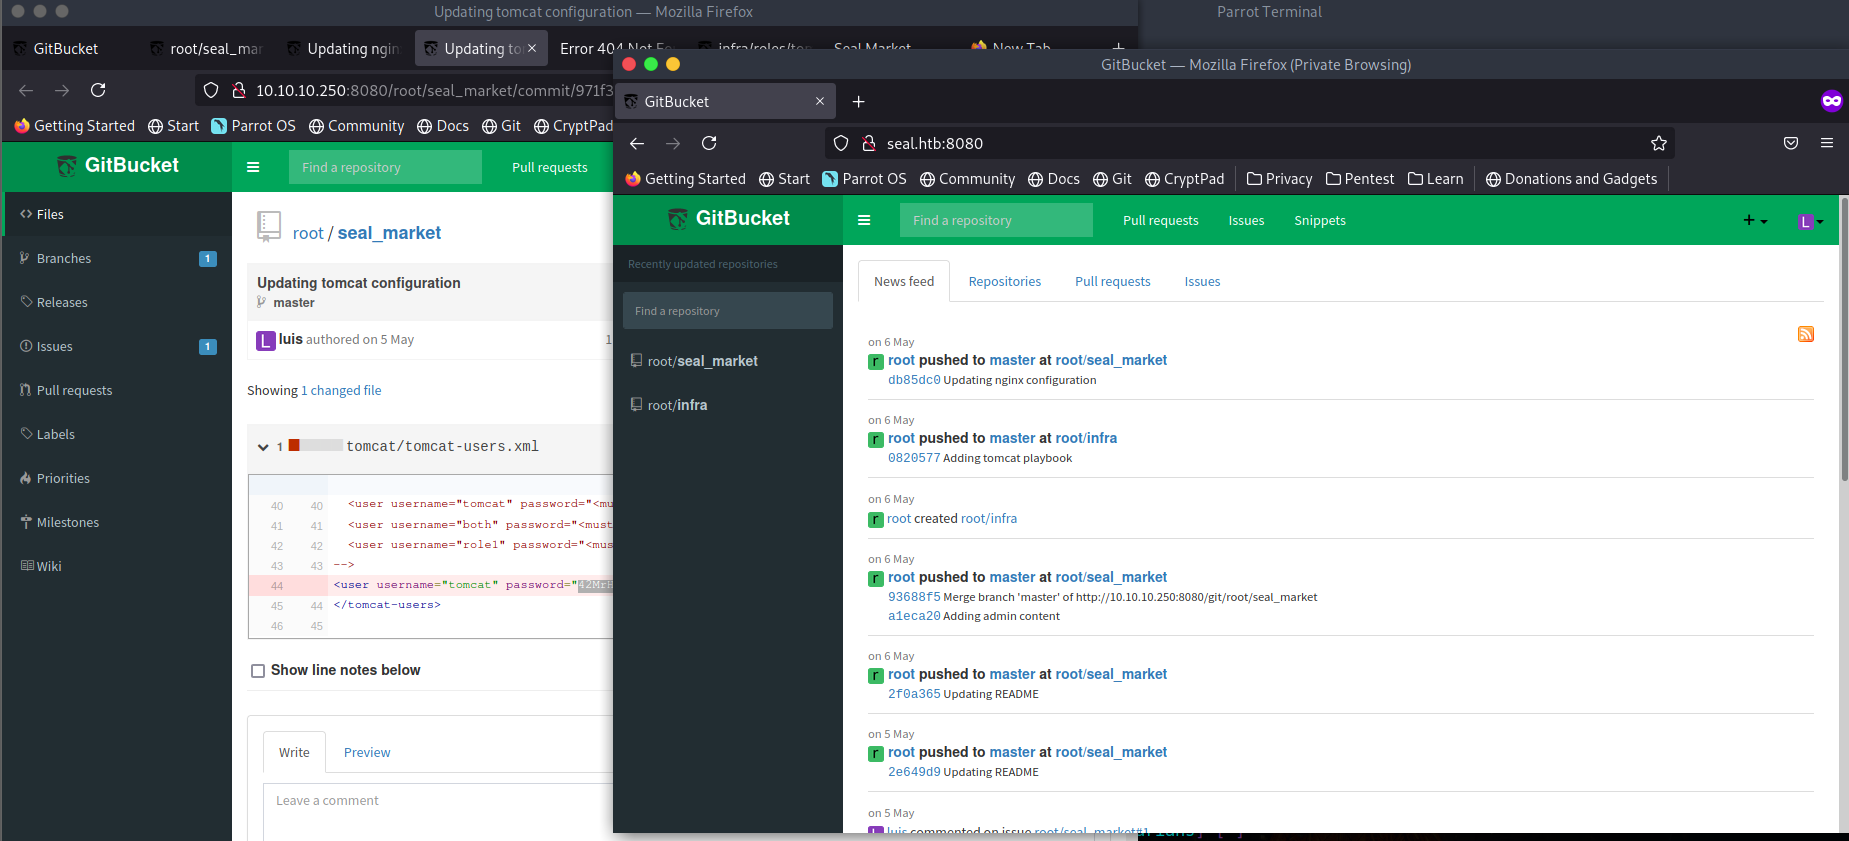 Updating tomcat configuration — Mozilla Firefox
Parrot Terminal
GitBucket
root/seal_mar
Updating ngin
Updating to
Error 404 Not Fo
infra/roles/tom
Seal Market
New Tab
10.10.10.250:8080/root/seal_market/commit/971f3
Getting Started
Start
Parrot OS
Community
Docs
Git
CryptPad
GitBucket
Find a repository
Pull requests
Files
Branches 1
Releases
Issues 1
Pull requests
Labels
Priorities
Milestones
Wiki
root / seal_market
Updating tomcat configuration
master
L luis authored on 5 May 1
Showing 1 changed file
1 tomcat/tomcat-users.xml
40 40 <user username="tomcat" password="<mu
41 41 <user username="both" password="<must
42 42 <user username="role1" password="<mus
43 43 -->
44 <user username="tomcat" password="42MrH
45 44 </tomcat-users>
46 45
Show line notes below
Write
Preview
Leave a comment
GitBucket — Mozilla Firefox (Private Browsing)
GitBucket
seal.htb:8080
Getting Started
Start
Parrot OS
Community
Docs
Git
CryptPad
Privacy
Pentest
Learn
Donations and Gadgets
GitBucket
Find a repository
Pull requests
Issues
Snippets
L
Recently updated repositories
Find a repository
root/seal_market
root/infra
News feed
Repositories
Pull requests
Issues
on 6 May
r root pushed to master at root/seal_market
db85dc0 Updating nginx configuration
on 6 May
r root pushed to master at root/infra
0820577 Adding tomcat playbook
on 6 May
r root created root/infra
on 6 May
r root pushed to master at root/seal_market
93688f5 Merge branch 'master' of http://10.10.10.250:8080/git/root/seal_market
a1eca20 Adding admin content
on 6 May
r root pushed to master at root/seal_market
2f0a365 Updating README
on 5 May
r root pushed to master at root/seal_market
2e649d9 Updating README
on 5 May
luis commented on issue root/seal_market#1